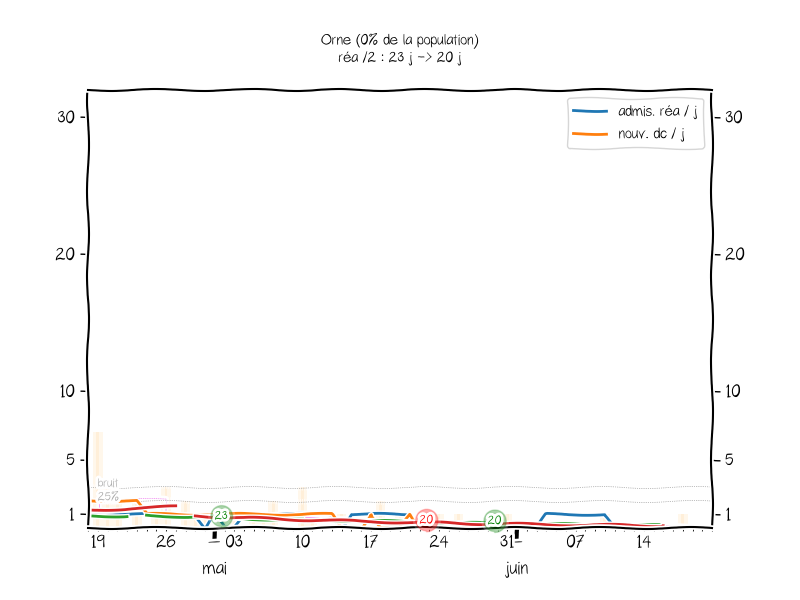 Orne (0% de la population)
réa /2 : 23 j -> 20 j
admis. réa / j
nouv. dc / j
30 30
20 20
10 10
5 5
bruit
25%
1 1
23 20 20
19 26 03 10 17 24 31 07 14
mai juin